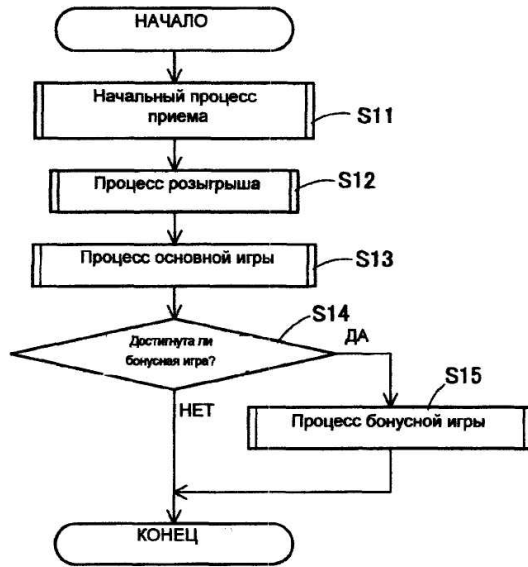 НАЧАЛО
Начальный процесс
приема
S11
Процесс розыгрыша
S12
Процесс основной игры
S13
Достигнута ли
бонусная игра?
S14
ДА
НЕТ
S15
Процесс бонусной игры
КОНЕЦ